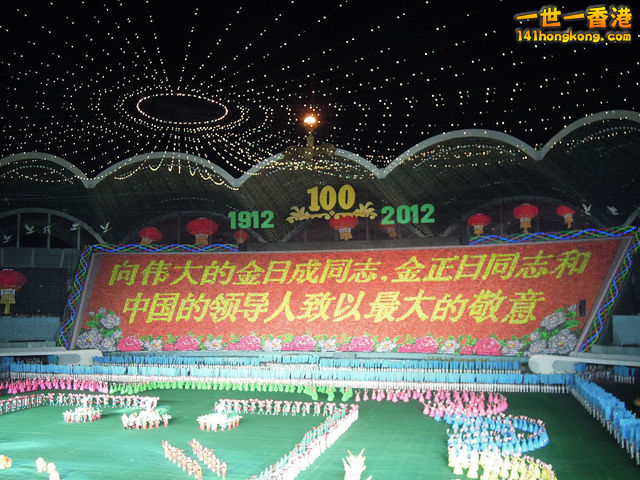 一世一香港
141hongkong.com
100
1912 2012
向伟大的金日成同志、金正日同志和
中国的领导人致以最大的敬意